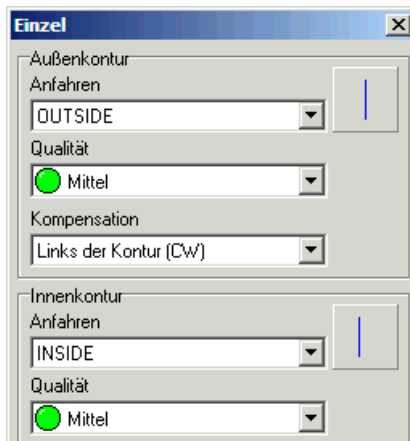 Einzel
Außenkontur
Anfahren
OUTSIDE
Qualität
Mittel
Kompensation
Links der Kontur (CW)
Innenkontur
Anfahren
INSIDE
Qualität
Mittel